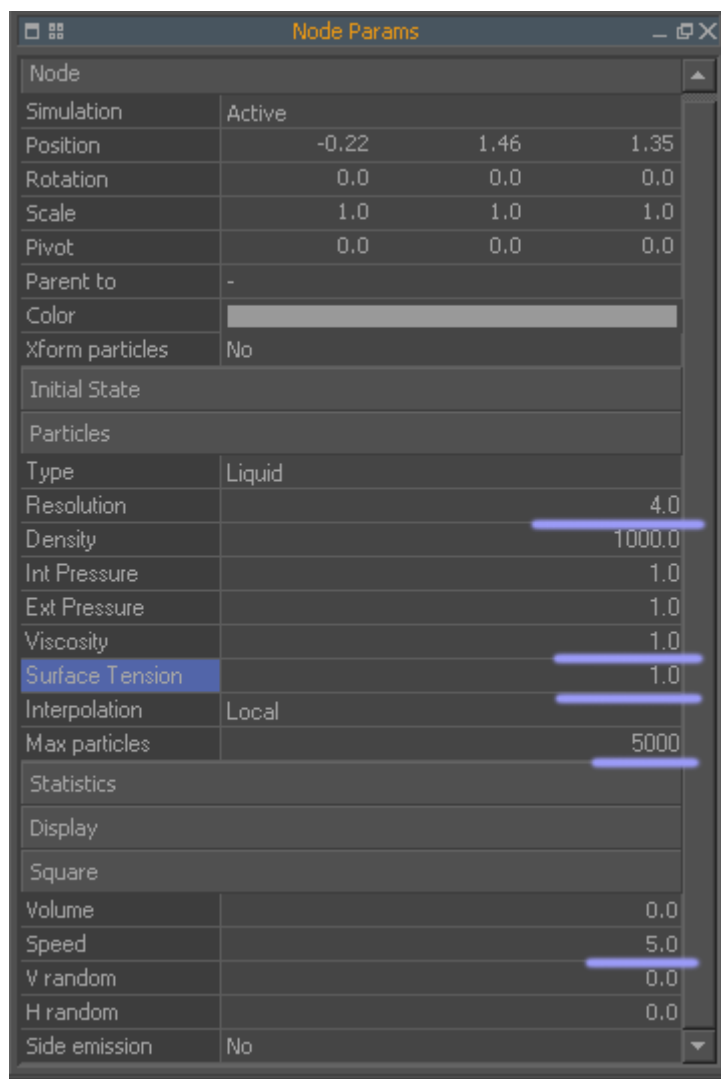 Node Params
Node
Simulation Active
Position -0.22 1.46 1.35
Rotation 0.0 0.0 0.0
Scale 1.0 1.0 1.0
Pivot 0.0 0.0 0.0
Parent to -
Color
Xform particles No
Initial State
Particles
Type Liquid
Resolution 4.0
Density 1000.0
Int Pressure 1.0
Ext Pressure 1.0
Viscosity 1.0
Surface Tension 1.0
Interpolation Local
Max particles 5000
Statistics
Display
Square
Volume 0.0
Speed 5.0
V random 0.0
H random 0.0
Side emission No